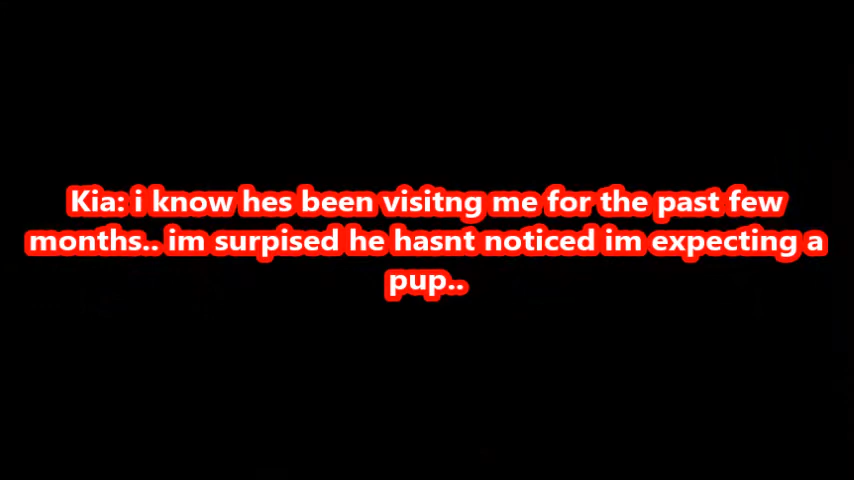 Kia: i know hes been visitng me for the past few
months.. im surpised he hasnt noticed im expecting a
pup..